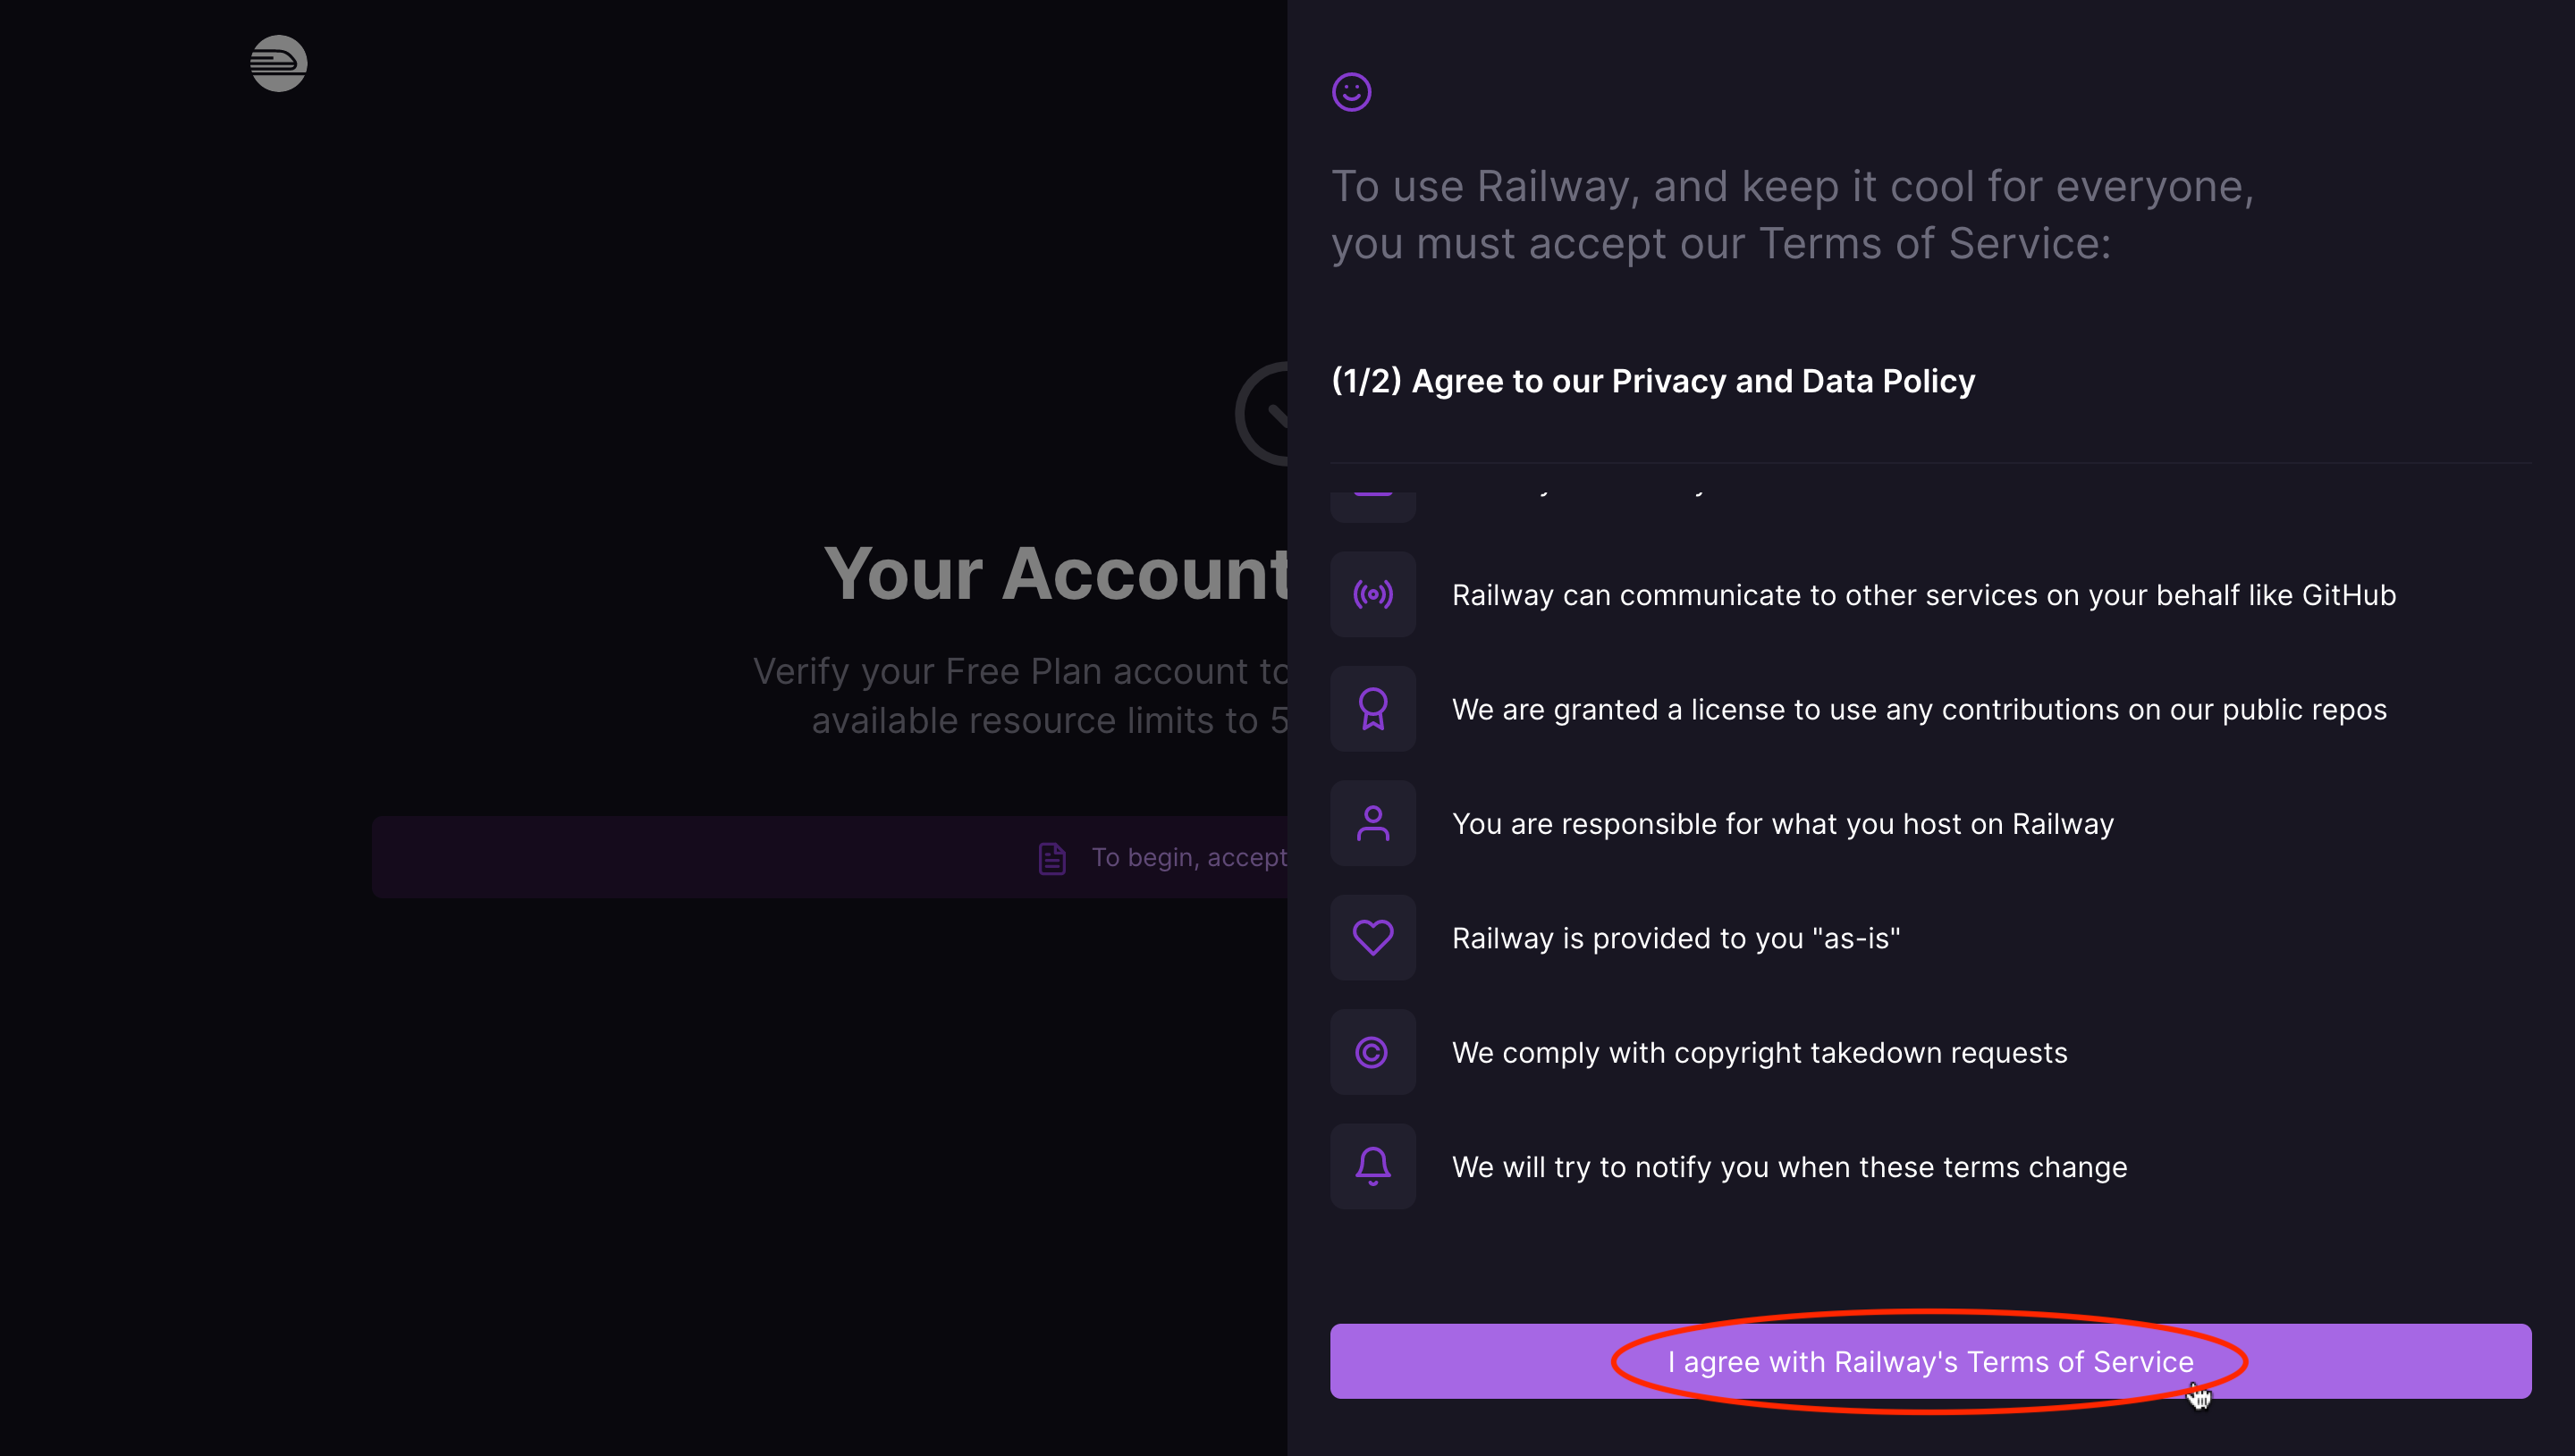 To use Railway, and keep it cool for everyone,
you must accept our Terms of Service:
(1/2) Agree to our Privacy and Data Policy
Railway can communicate to other services on your behalf like GitHub
We are granted a license to use any contributions on our public repos
You are responsible for what you host on Railway
Railway is provided to you "as-is"
We comply with copyright takedown requests
We will try to notify you when these terms change
I agree with Railway's Terms of Service
Your Account
Verify your Free Plan account to
available resource limits to 5
To begin, accept